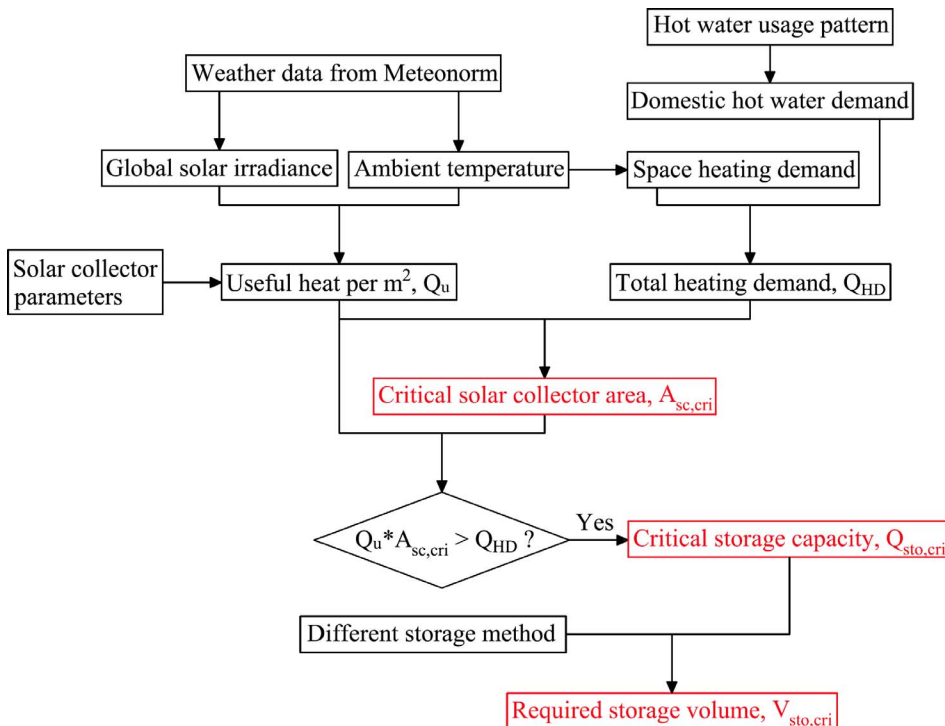 Hot water usage pattern
Weather data from Meteonorm
Domestic hot water demand
Global solar irradiance
Ambient temperature
Space heating demand
Solar collector
parameters
Useful heat per m², Qu
Total heating demand, QHD
Critical solar collector area, Asc,cri
Qu*Asc,cri > QHD ?
Yes
Critical storage capacity, Qsto,cri
Different storage method
Required storage volume, Vsto,cri